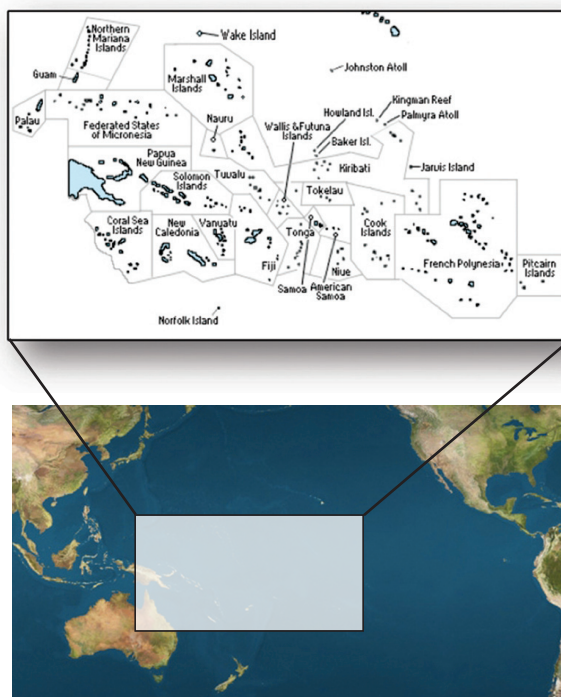 Northern
Mariana
Islands
Wake Island
Guam
Johnston Atoll
Marshall
Islands
Palau
Federated States
of Micronesia
Nauru
Wallis & Futuna
Islands
Howland Isl.
Kingman Reef
Palmyra Atoll
Baker Isl.
Papua
New Guinea
Solomon
Islands
Tuvalu
Kiribati
Jarvis Island
Tokelau
Coral Sea
Islands
New
Caledonia
Vanuatu
Fiji
Tonga
Samoa
American
Samoa
Niue
Cook
Islands
French Polynesia
Pitcairn
Islands
Norfolk Island